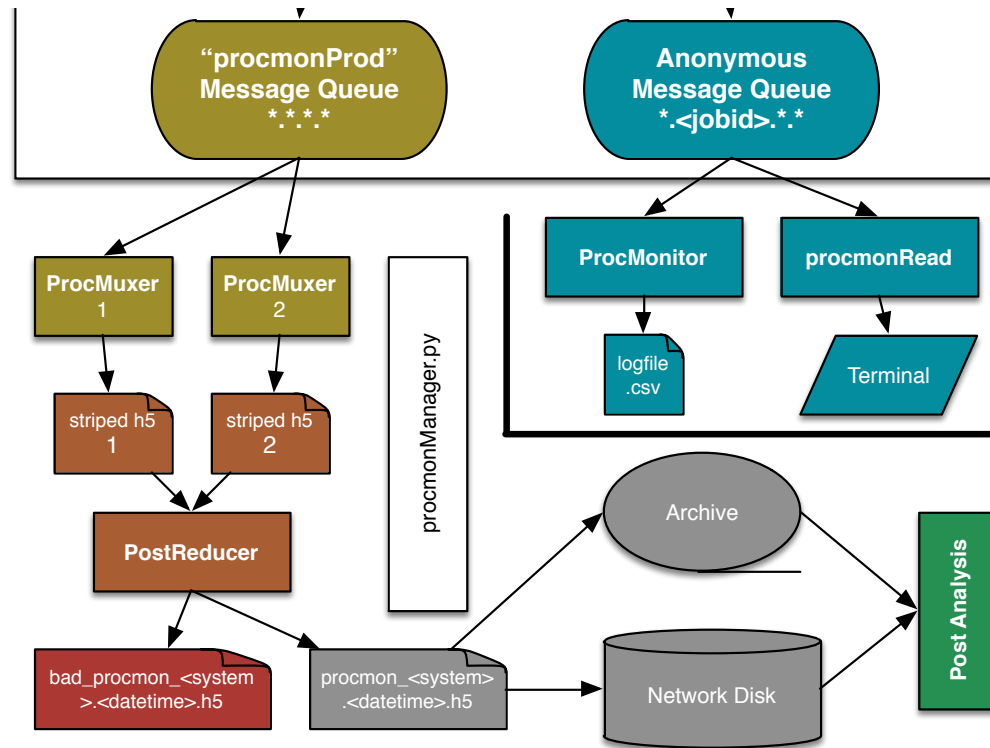 “procmonProd”
Message Queue
*.*.*.*
Anonymous
Message Queue
*.<jobid>.*.*
ProcMuxer
1
ProcMuxer
2
procmonManager.py
ProcMonitor
procmonRead
logfile
.csv
Terminal
striped h5
1
striped h5
2
PostReducer
Archive
Post Analysis
bad_procmon_<system
>.<datetime>.h5
procmon_<system>
.<datetime>.h5
Network Disk